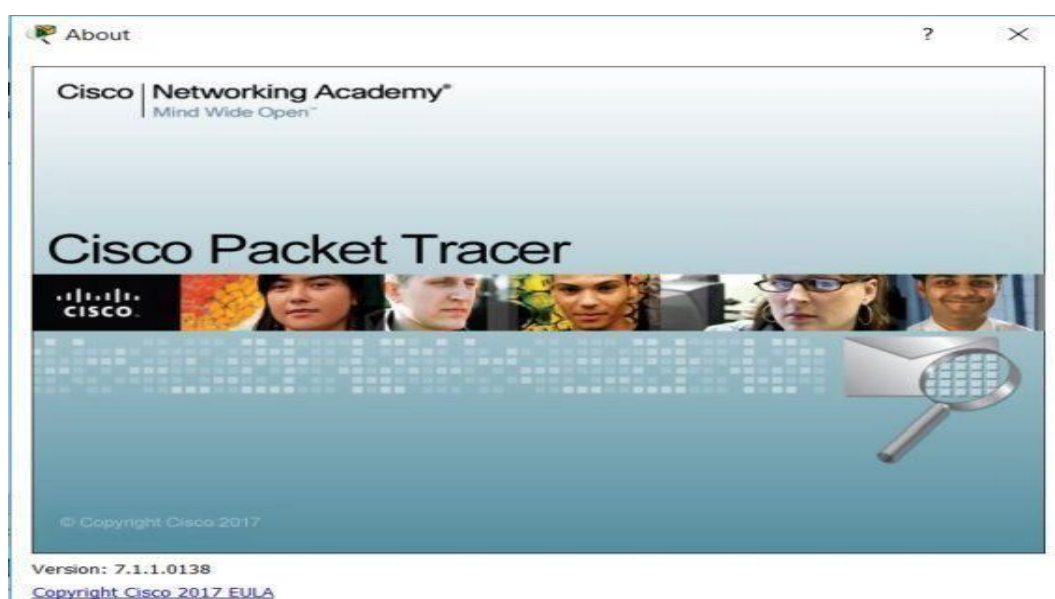 About
?
Cisco | Networking Academy®
Mind Wide Open™
Cisco Packet Tracer
CISCO.
© Copyright Cisco 2017
Version: 7.1.1.0138
Copyright Cisco 2017 EULA